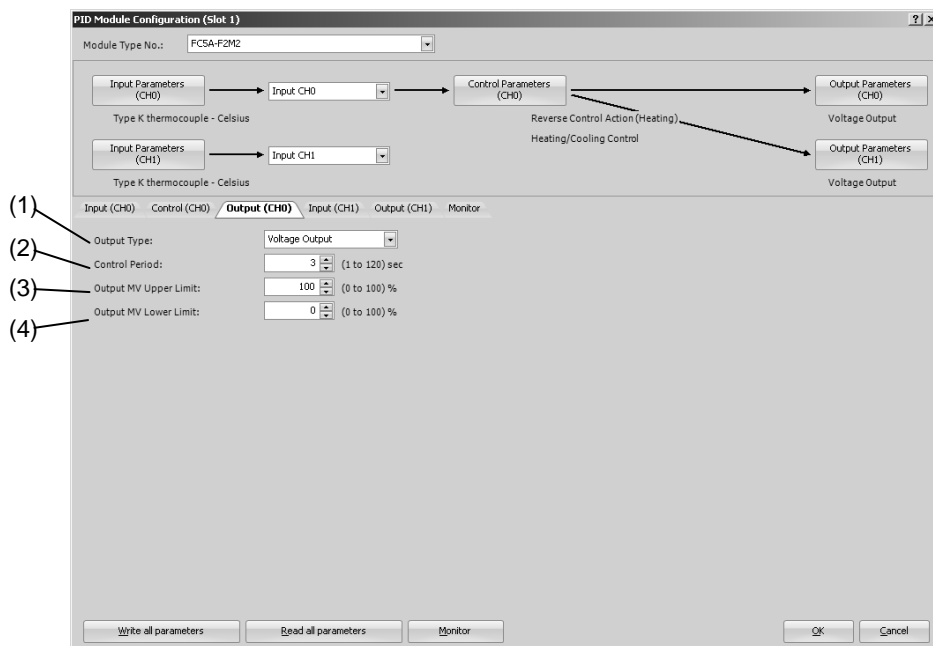 PID Module Configuration (Slot 1)
Module Type No.: FC5A-F2M2
Input Parameters
(CH0)
Input CH0
Control Parameters
(CH0)
Output Parameters
(CH0)
Type K thermocouple - Celsius
Reverse Control Action (Heating)
Voltage Output
Heating/Cooling Control
Input Parameters
(CH1)
Input CH1
Output Parameters
(CH1)
Type K thermocouple - Celsius
Voltage Output
Input (CH0) Control (CH0) Output (CH0) Input (CH1) Output (CH1) Monitor
(1) Output Type: Voltage Output
(2) Control Period: 3 (1 to 120) sec
(3) Output MV Upper Limit: 100 (0 to 100) %
(4) Output MV Lower Limit: 0 (0 to 100) %
Write all parameters Read all parameters Monitor OK Cancel